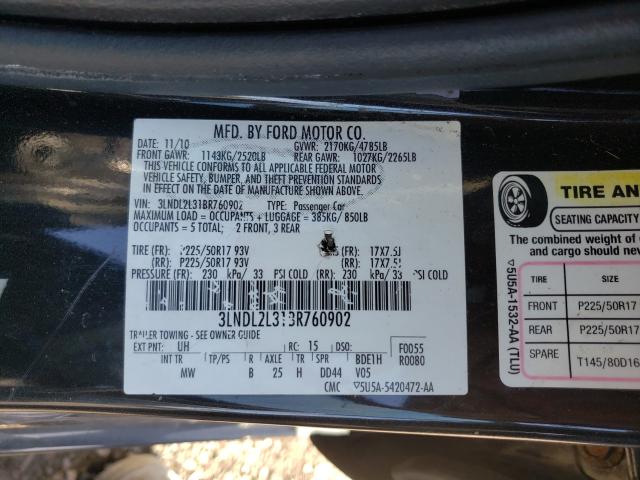 MFD. BY FORD MOTOR CO.
DATE: 11/10 GVWR: 2170KG/4785LB
FRONT GAWR: 1143KG/2520LB REAR GAWR: 1027KG/2265LB
THIS VEHICLE CONFORMS TO ALL APPLICABLE FEDERAL MOTOR
VEHICLE SAFETY, BUMPER, AND THEFT PREVENTION STANDARDS
IN EFFECT ON THE DATE OF MANUFACTURE SHOWN ABOVE.
VIN: 3LNDL2L31BR760902 TYPE: Passenger Car
MAXIMUM LOAD = OCCUPANTS + LUGGAGE = 385KG/ 850LB
OCCUPANTS = 5 TOTAL: 2 FRONT, 3 REAR
TIRE (FR): P225/50R17 93V 17X7.5J
(RR): P225/50R17 93V (RR): 17X7.5J
PRESSURE (FR): 230 kPa/ 33 PSI COLD (RR): 230 kPa/ 33 PSI COLD
3LNDL2L31BR760902
TRAILER TOWING - SEE OWNER GUIDE
EXT PNT: UH RC: 15 DSO: F0055
INT TR TP/PS R AXLE TR SPR BDE1H R0080
MW B 25 H DD44 V05
CMC ▽5U5A-5420472-AA
▽5U5A-1532-AA (TLU)
TIRE AN
SEATING CAPACITY
The combined weight of
and cargo should neve
TIRE
FRONT P225/50R17
REAR P225/50R17
SPARE T145/80D16